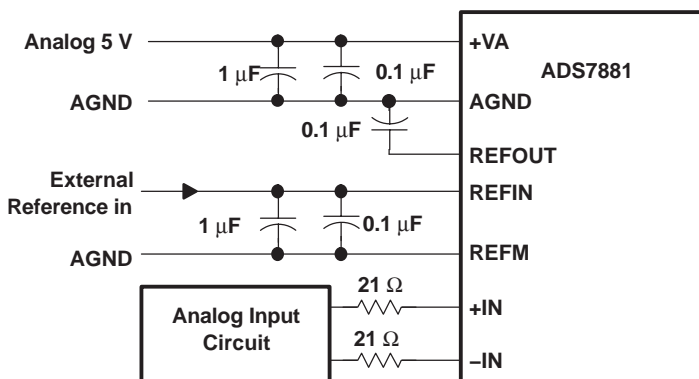 Analog 5 V
+VA
1 μF
0.1 μF
ADS7881
AGND
AGND
0.1 μF
REFOUT
External
Reference in
REFIN
1 μF
0.1 μF
AGND
REFM
21 Ω
+IN
Analog Input
Circuit
21 Ω
−IN